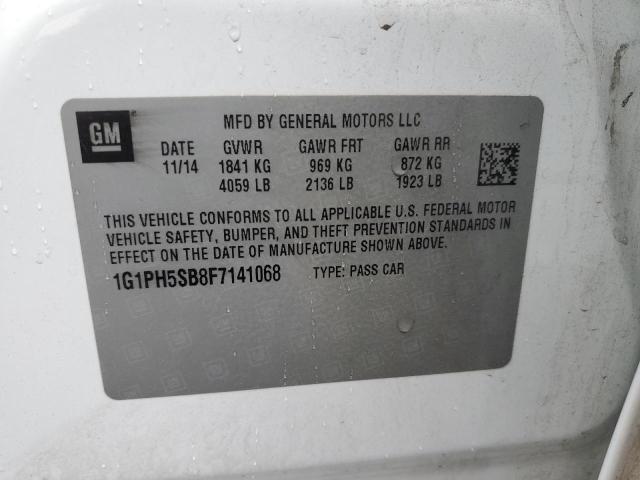 GM
MFD BY GENERAL MOTORS LLC
DATE GVWR GAWR FRT GAWR RR
11/14 1841 KG 969 KG 872 KG
4059 LB 2136 LB 1923 LB
THIS VEHICLE CONFORMS TO ALL APPLICABLE U.S. FEDERAL MOTOR
VEHICLE SAFETY, BUMPER, AND THEFT PREVENTION STANDARDS IN
EFFECT ON THE DATE OF MANUFACTURE SHOWN ABOVE.
1G1PH5SB8F7141068 TYPE: PASS CAR